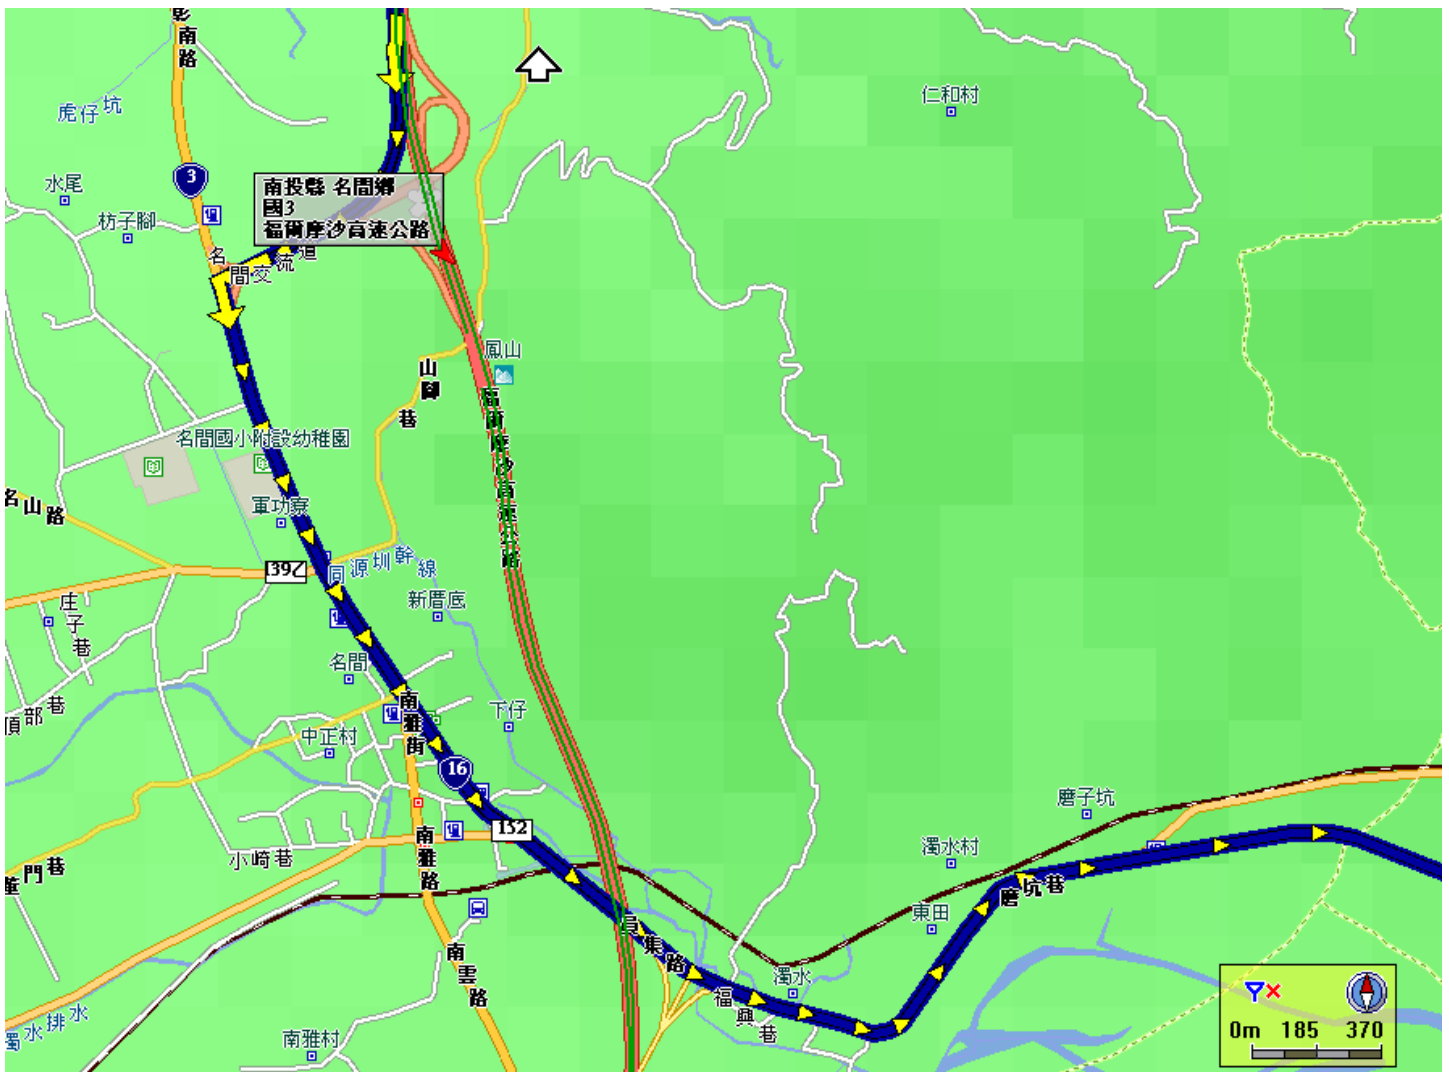 彰南路
虎仔坑
仁和村
3
水尾
枋子腳
南投縣 名間鄉
國3
福爾摩沙高速公路
名間交流道
鳳山
山腳巷
福爾摩沙高速公路
名間國小附設幼稚園
名山路
軍功寮
139乙
同源圳幹線
新厝底
庄子巷
名間
頂部巷
南雅街
下仔
中正村
16
磨子坑
152
南雅路
小崎巷
濁水村
門巷
磨坑巷
東田
員集路
南雲路
濁水
福興巷
濁水排水
南雅村
0m 185 370